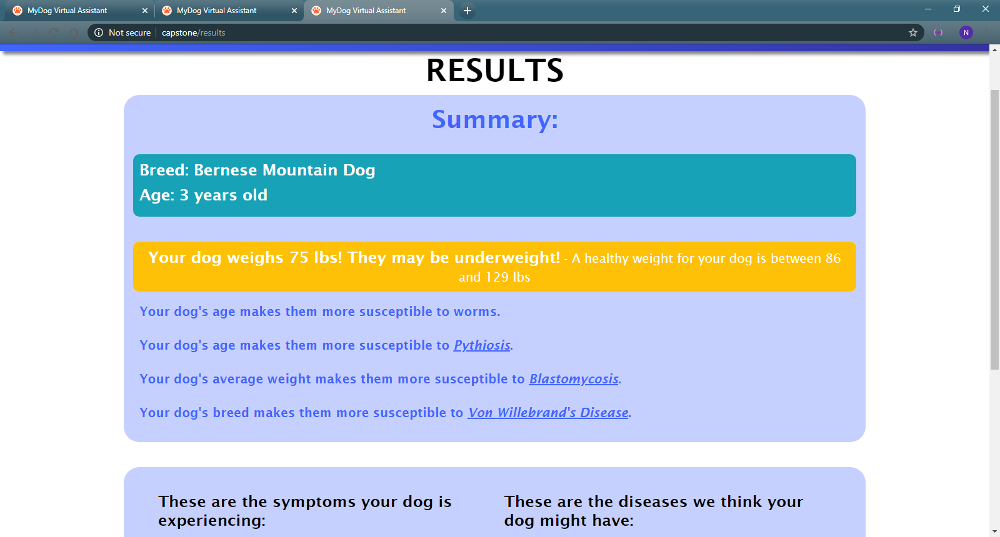 MyDog Virtual Assistant
MyDog Virtual Assistant
MyDog Virtual Assistant
Not secure
capstone/results
N
RESULTS
Summary:
Breed: Bernese Mountain Dog
Age: 3 years old
Your dog weighs 75 lbs! They may be underweight! - A healthy weight for your dog is between 86
and 129 lbs
Your dog's age makes them more susceptible to worms.
Your dog's age makes them more susceptible to Pythiosis.
Your dog's average weight makes them more susceptible to Blastomycosis.
Your dog's breed makes them more susceptible to Von Willebrand's Disease.
These are the symptoms your dog is
experiencing:
These are the diseases we think your
dog might have: